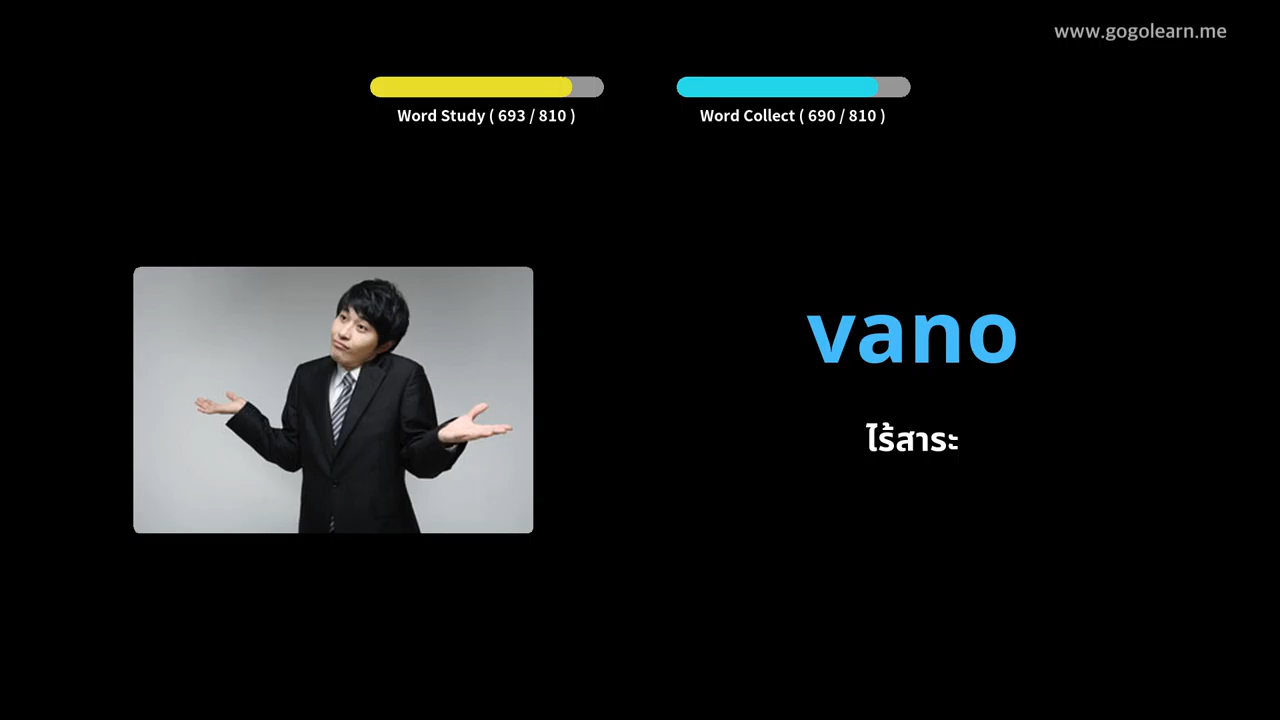 www.gogolearn.me
Word Study ( 693 / 810 )
Word Collect ( 690 / 810 )
vano
ไร้สาระ